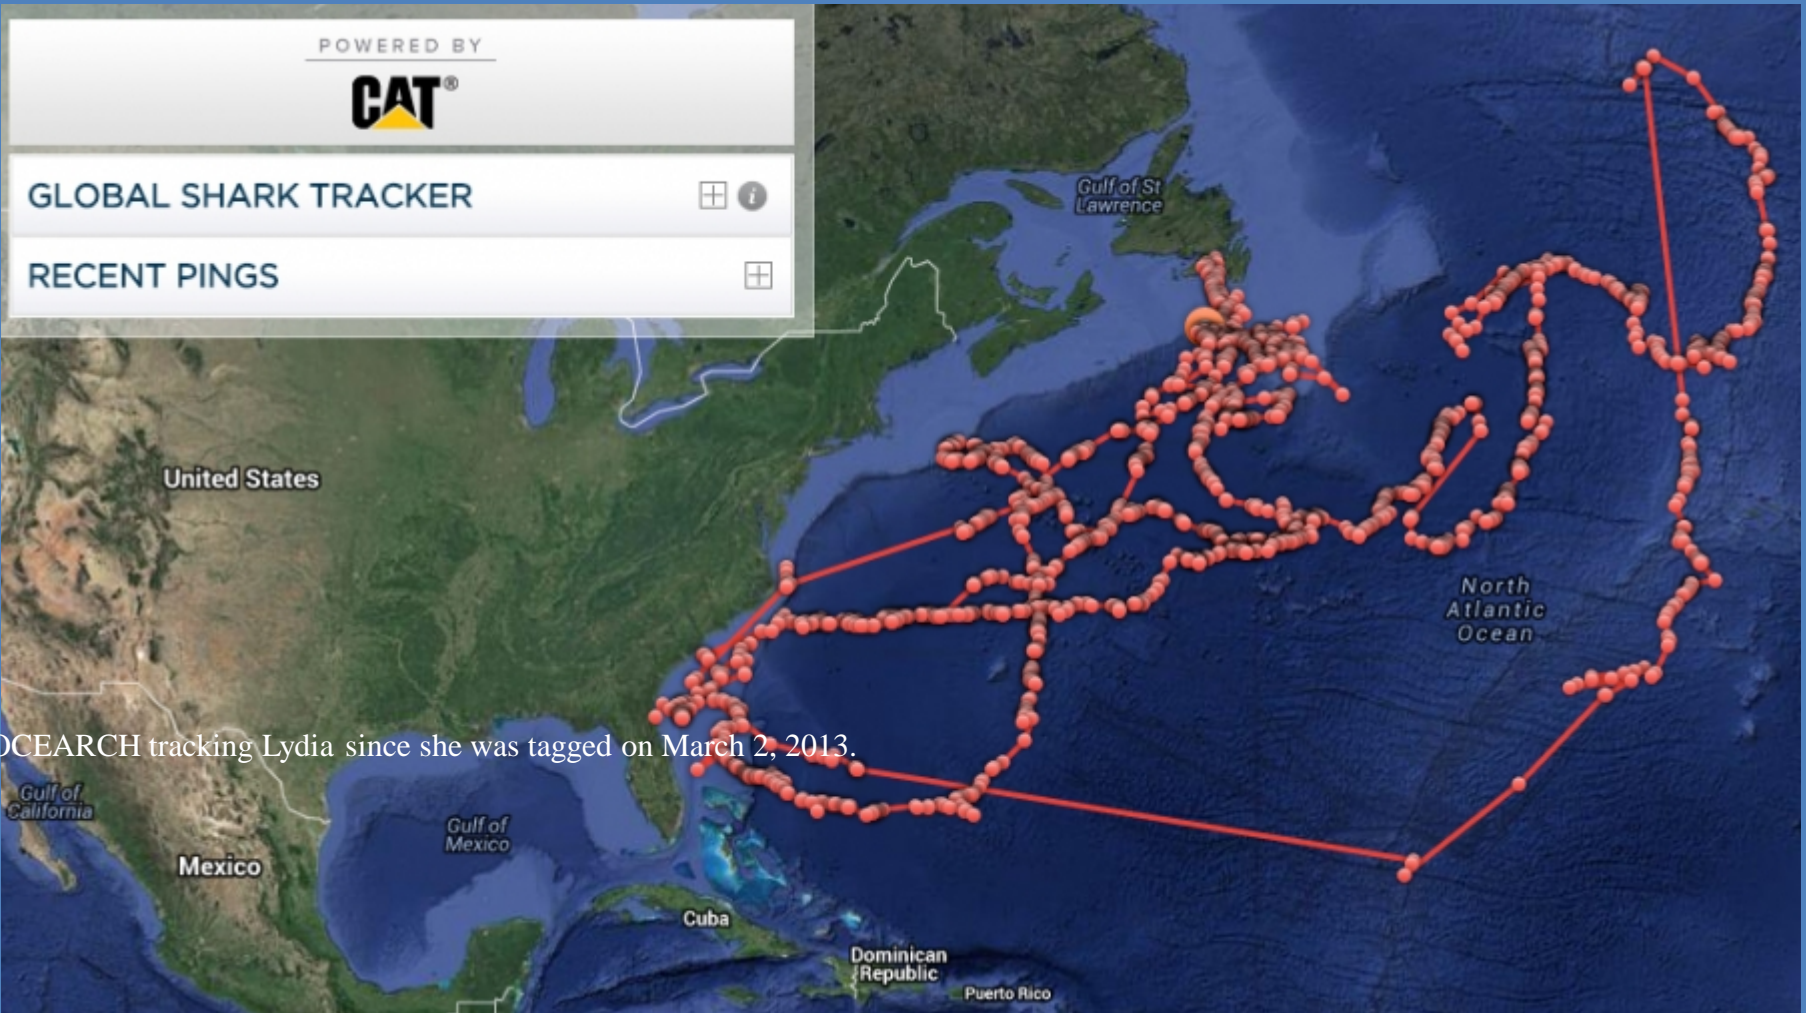 POWERED BY
CAT®
GLOBAL SHARK TRACKER
RECENT PINGS
Gulf of St
Lawrence
United States
North
Atlantic
Ocean
OCEARCH tracking Lydia since she was tagged on March 2, 2013.
Gulf of
California
Gulf of
Mexico
Mexico
Cuba
Dominican
Republic
Puerto Rico